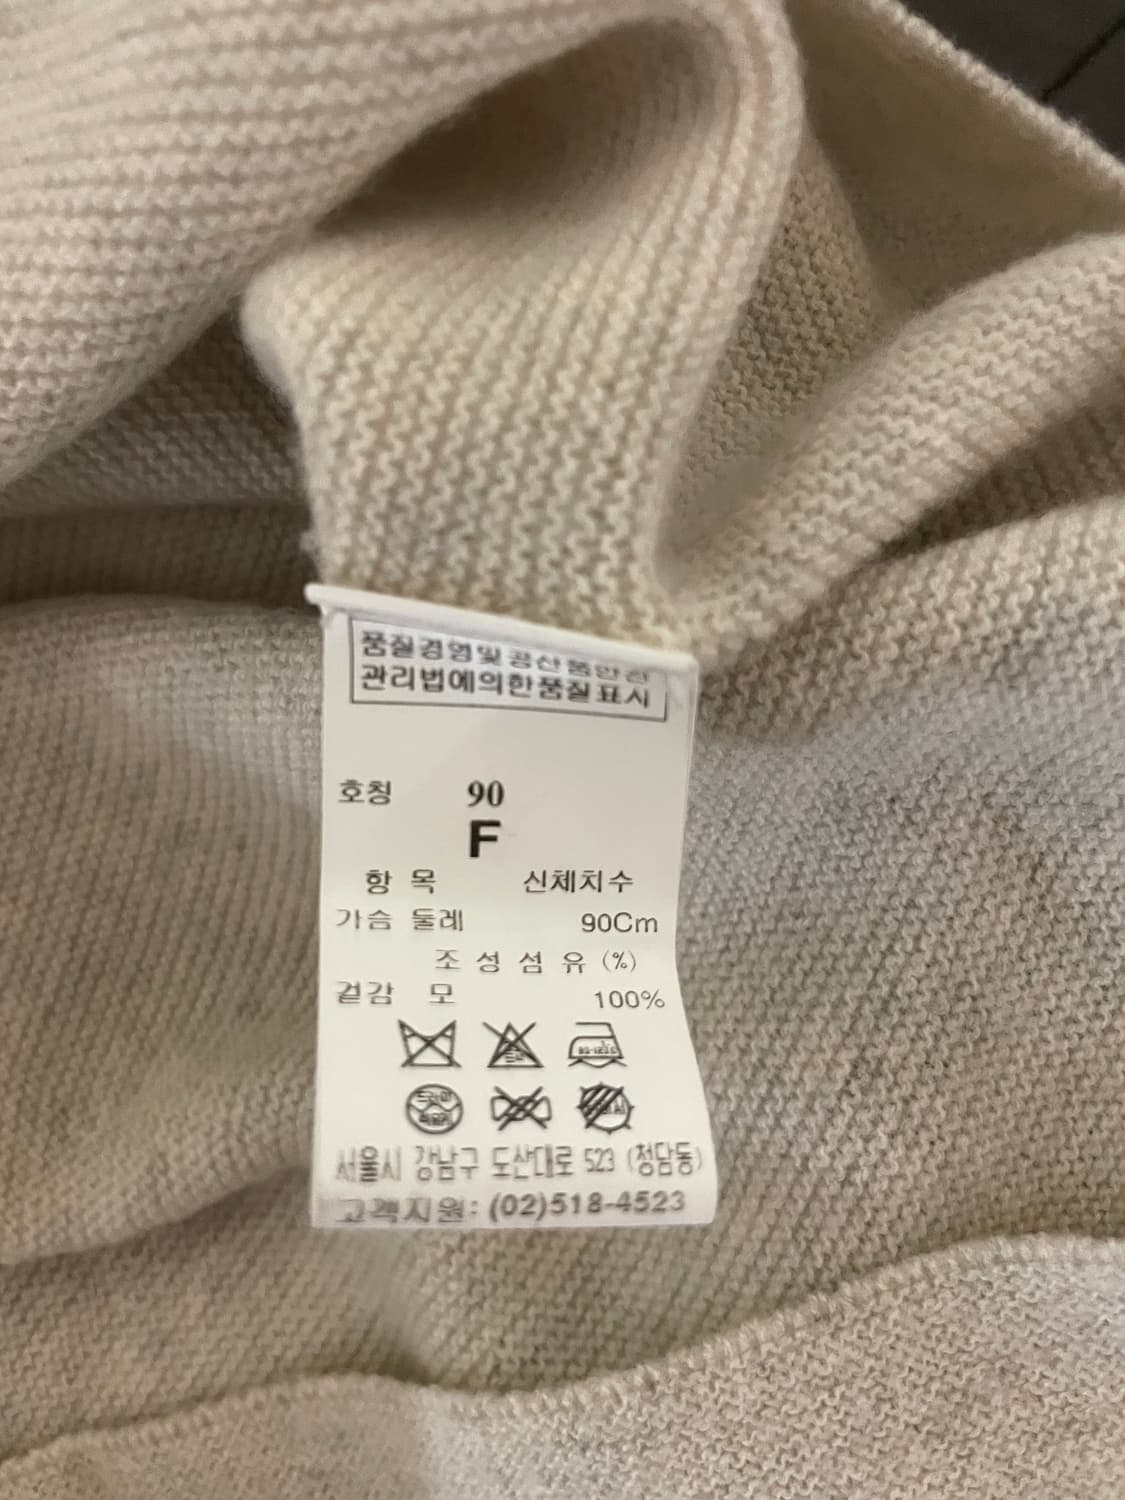 품질경영및공산품안전
관리법에의한품질표시
호칭 90
F
항 목 신체치수
가슴 둘레 90Cm
조 성 섬 유 (%)
겉감 모 100%
드라이
서울시 강남구 도산대로 523 (청담동)
고객지원: (02)518-4523